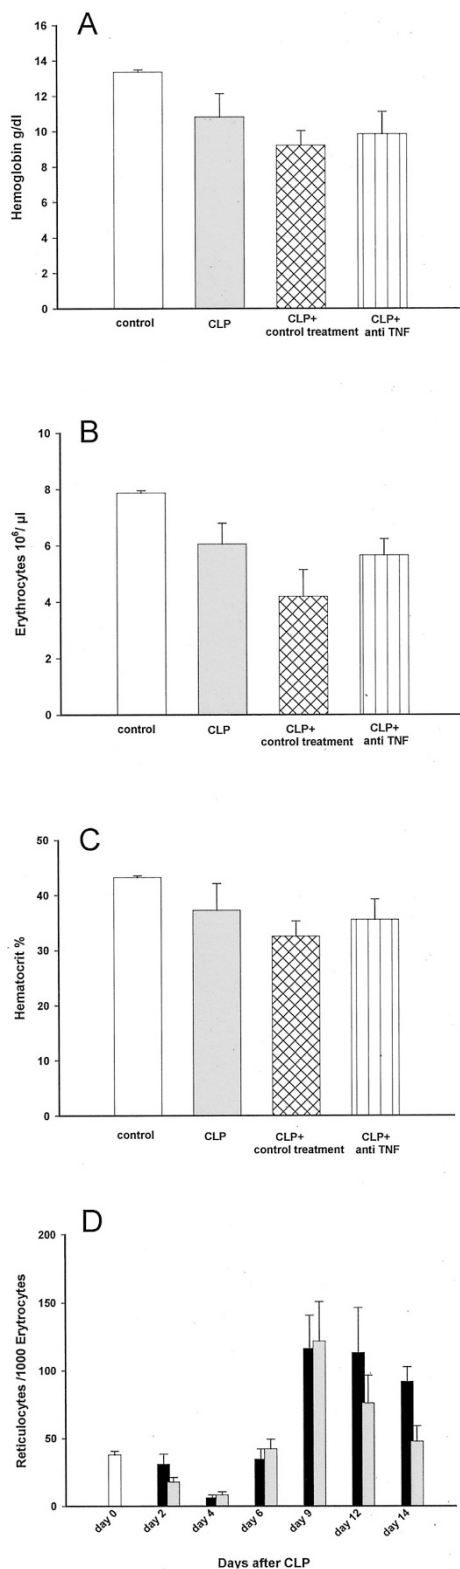 A
Hemoglobin g/dl
16
14
12
10
8
6
4
2
0
control
CLP
CLP+
control treatment
CLP+
anti TNF
B
Erythrocytes 10⁶/ µl
10
8
6
4
2
0
control
CLP
CLP+
control treatment
CLP+
anti TNF
C
Hematocrit %
50
40
30
20
10
0
control
CLP
CLP+
control treatment
CLP+
anti TNF
D
Reticulocytes /1000 Erytrocytes
200
150
100
50
0
day 0
day 2
day 4
day 6
day 9
day 12
day 14
Days after CLP